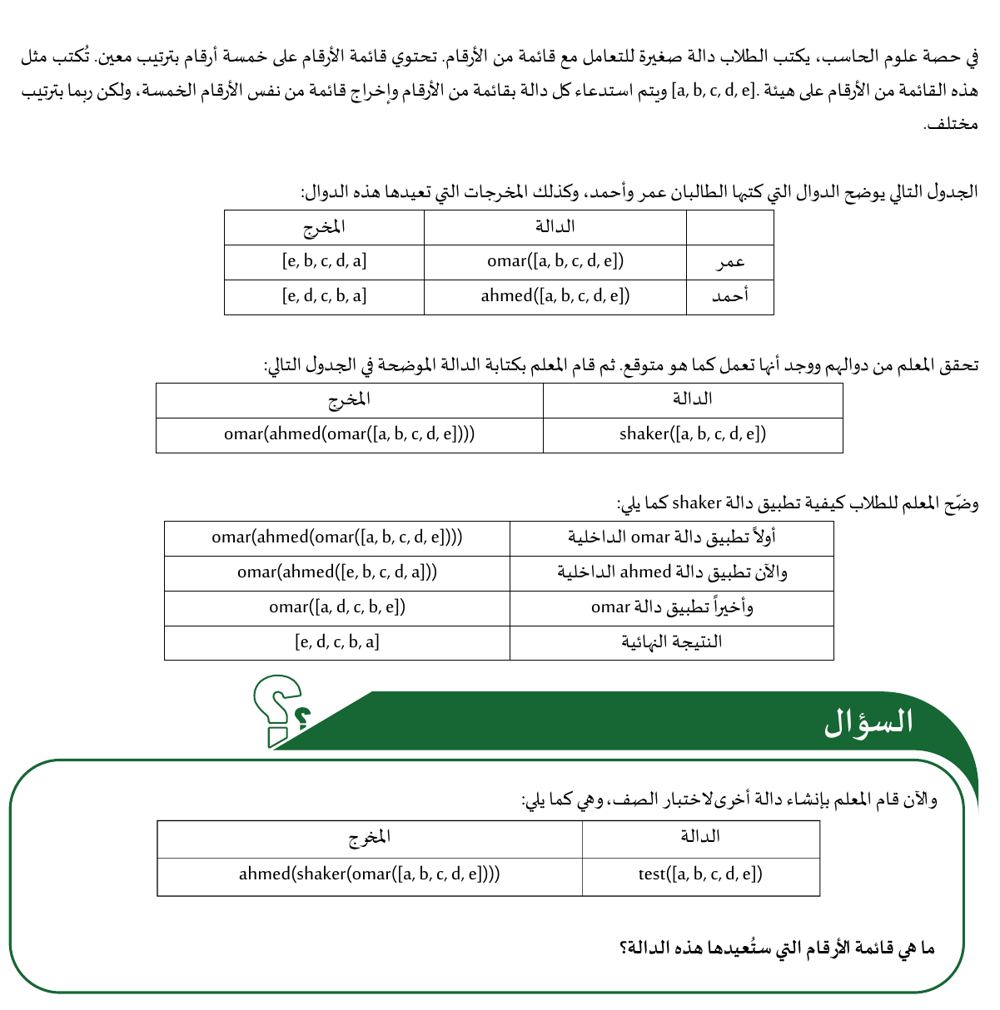 في حصة علوم الحاسب، يكتب الطلاب دالة صغيرة للتعامل مع قائمة من الأرقام. تحتوي قائمة الأرقام على خمسة أرقام بترتيب معين. تُكتب مثل
هذه القائمة من الأرقام على هيئة .[a, b, c, d, e] ويتم استدعاء كل دالة بقائمة من الأرقام وإخراج قائمة من نفس الأرقام الخمسة، ولكن ربما بترتيب
مختلف.
الجدول التالي يوضح الدوال التي كتبها الطالبان عمر وأحمد، وكذلك المخرجات التي تعيدها هذه الدوال:
الدالة المخرج
عمر omar([a, b, c, d, e]) [e, b, c, d, a]
أحمد ahmed([a, b, c, d, e]) [e, d, c, b, a]
تحقق المعلم من دوالهم ووجد أنها تعمل كما هو متوقع. ثم قام المعلم بكتابة الدالة الموضحة في الجدول التالي:
الدالة المخرج
shaker([a, b, c, d, e]) omar(ahmed(omar([a, b, c, d, e])))
وضّح المعلم للطلاب كيفية تطبيق دالة shaker كما يلي:
أولاً تطبيق دالة omar الداخلية omar(ahmed(omar([a, b, c, d, e])))
والآن تطبيق دالة ahmed الداخلية omar(ahmed([e, b, c, d, a]))
وأخيراً تطبيق دالة omar omar([a, d, c, b, e])
النتيجة النهائية [e, d, c, b, a]
السؤال
والآن قام المعلم بإنشاء دالة أخرى لاختبار الصف، وهي كما يلي:
الدالة المخرج
test([a, b, c, d, e]) ahmed(shaker(omar([a, b, c, d, e])))
ما هي قائمة الأرقام التي ستُعيدها هذه الدالة؟